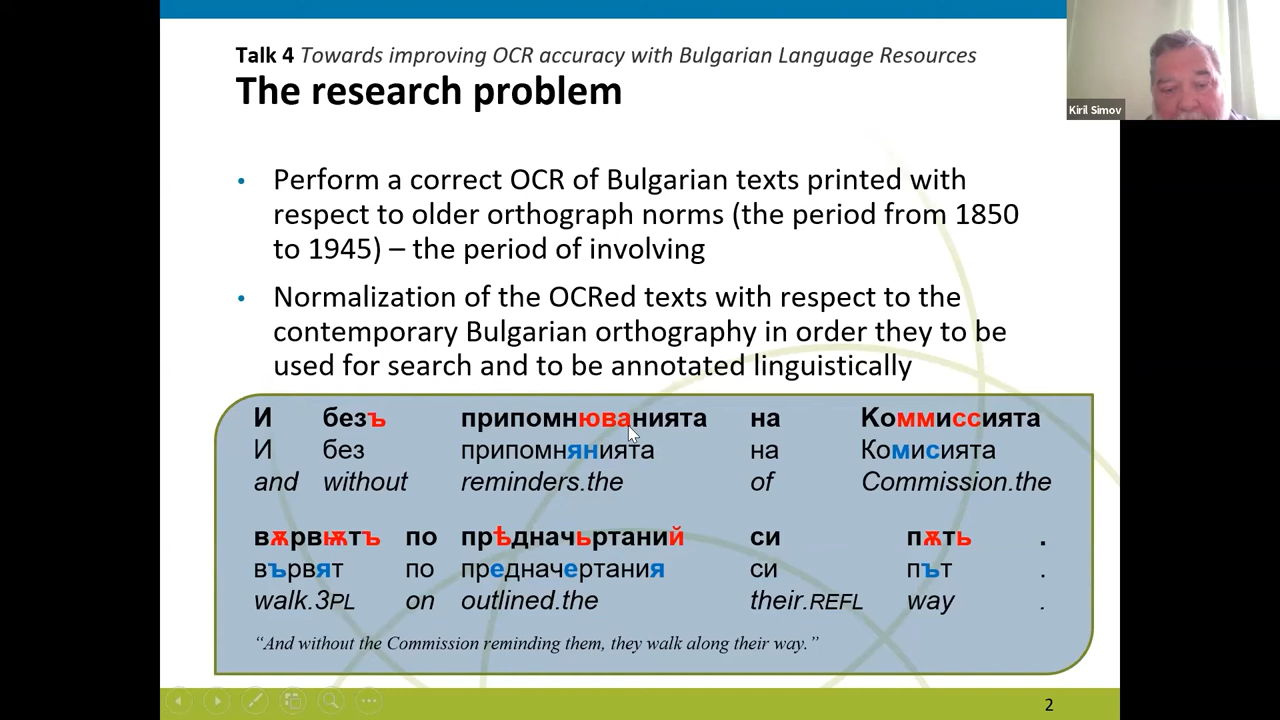 Talk 4 Towards improving OCR accuracy with Bulgarian Language Resources
The research problem
Kiril Simov
• Perform a correct OCR of Bulgarian texts printed with
respect to older orthograph norms (the period from 1850
to 1945) – the period of involving
• Normalization of the OCRed texts with respect to the
contemporary Bulgarian orthography in order they to be
used for search and to be annotated linguistically
И безъ припомнюванията на Коммиссията
И без припомнянията на Комисията
and without reminders.the of Commission.the
вѫрвѭтъ по прѣдначьртаний си пѫть .
вървят по предначертания си път .
walk.3PL on outlined.the their.REFL way .
“And without the Commission reminding them, they walk along their way.”
2